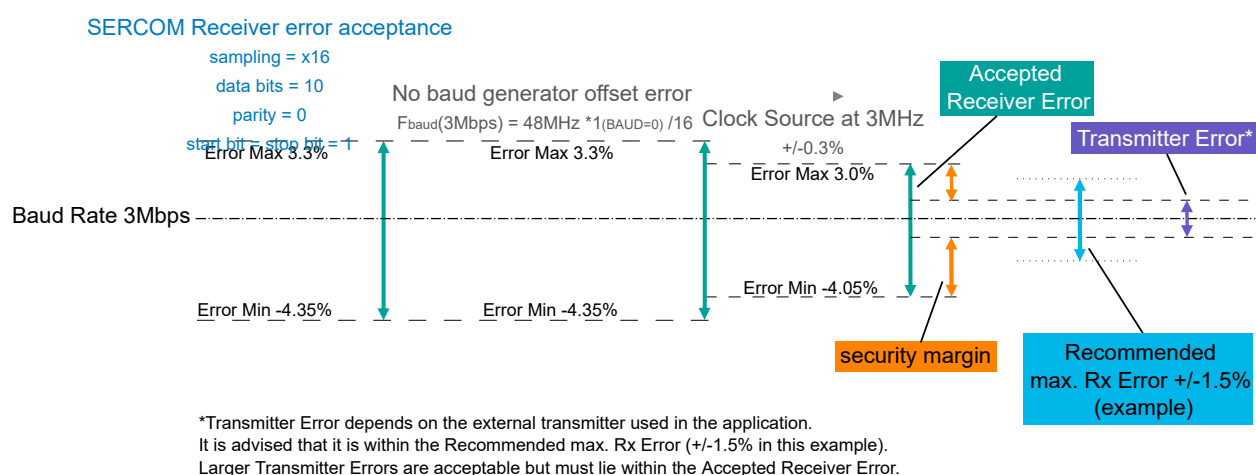 SERCOM Receiver error acceptance
sampling = x16
data bits = 10
parity = 0
start bit = stop bit = 1
No baud generator offset error
Fbaud(3Mbps) = 48MHz *1(BAUD=0) /16
Clock Source at 3MHz
+/-0.3%
Accepted
Receiver Error
Transmitter Error*
Error Max 3.3%
Error Max 3.3%
Error Max 3.0%
Baud Rate 3Mbps
Error Min -4.35%
Error Min -4.35%
Error Min -4.05%
security margin
Recommended
max. Rx Error +/-1.5%
(example)
*Transmitter Error depends on the external transmitter used in the application.
It is advised that it is within the Recommended max. Rx Error (+/-1.5% in this example).
Larger Transmitter Errors are acceptable but must lie within the Accepted Receiver Error.